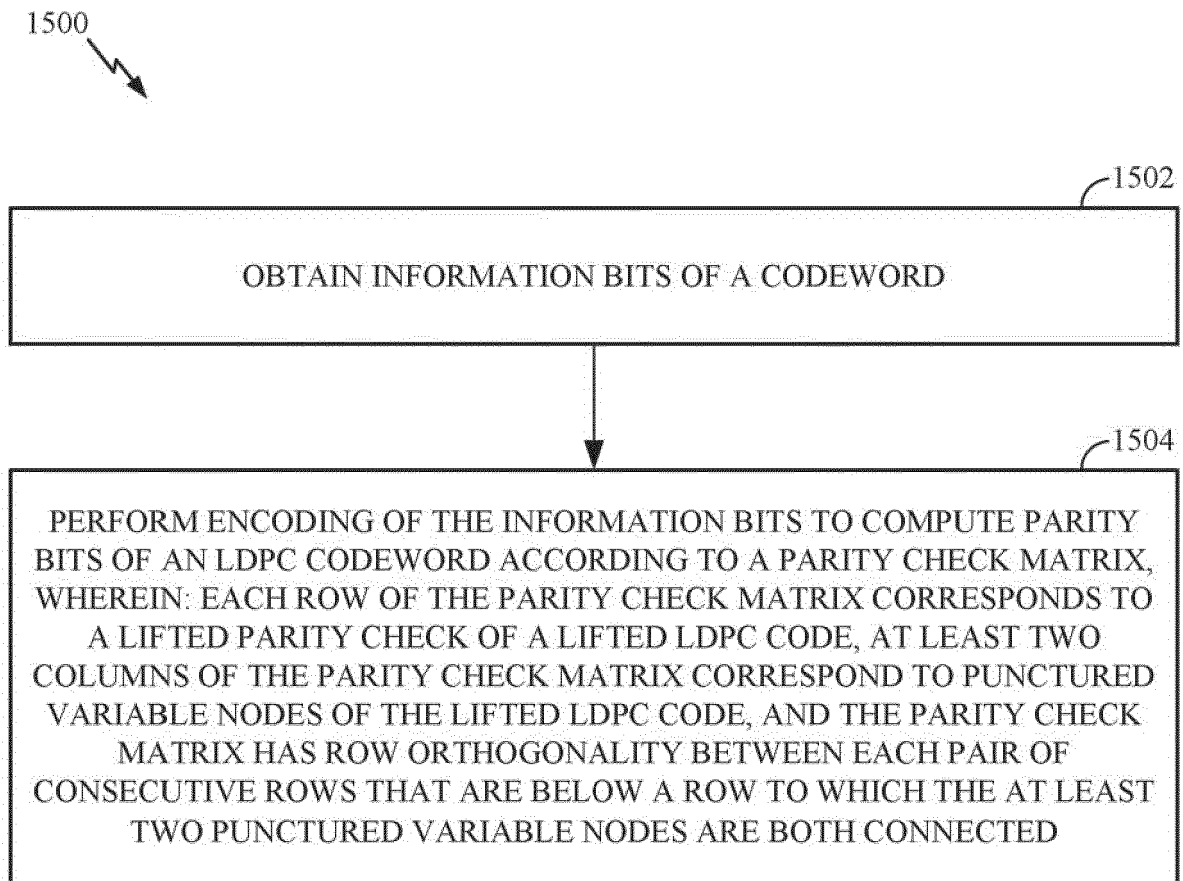 1500
1502
OBTAIN INFORMATION BITS OF A CODEWORD
1504
PERFORM ENCODING OF THE INFORMATION BITS TO COMPUTE PARITY
BITS OF AN LDPC CODEWORD ACCORDING TO A PARITY CHECK MATRIX,
WHEREIN: EACH ROW OF THE PARITY CHECK MATRIX CORRESPONDS TO
A LIFTED PARITY CHECK OF A LIFTED LDPC CODE, AT LEAST TWO
COLUMNS OF THE PARITY CHECK MATRIX CORRESPOND TO PUNCTURED
VARIABLE NODES OF THE LIFTED LDPC CODE, AND THE PARITY CHECK
MATRIX HAS ROW ORTHOGONALITY BETWEEN EACH PAIR OF
CONSECUTIVE ROWS THAT ARE BELOW A ROW TO WHICH THE AT LEAST
TWO PUNCTURED VARIABLE NODES ARE BOTH CONNECTED